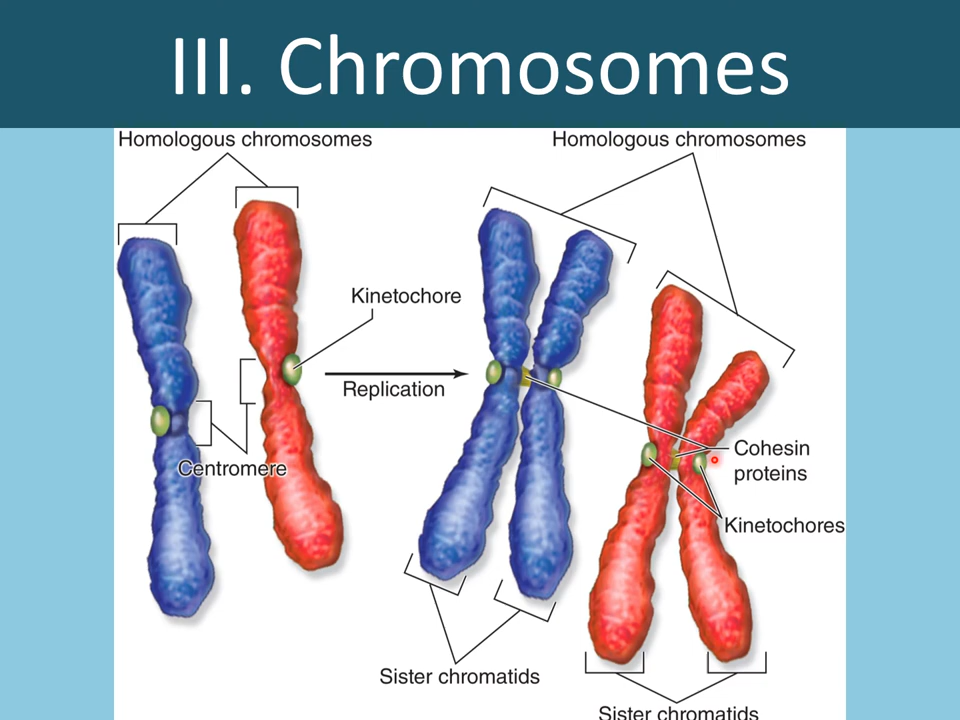 III. Chromosomes
Homologous chromosomes
Homologous chromosomes
Kinetochore
Replication
Centromere
Cohesin
proteins
Kinetochores
Sister chromatids
Sister chromatids